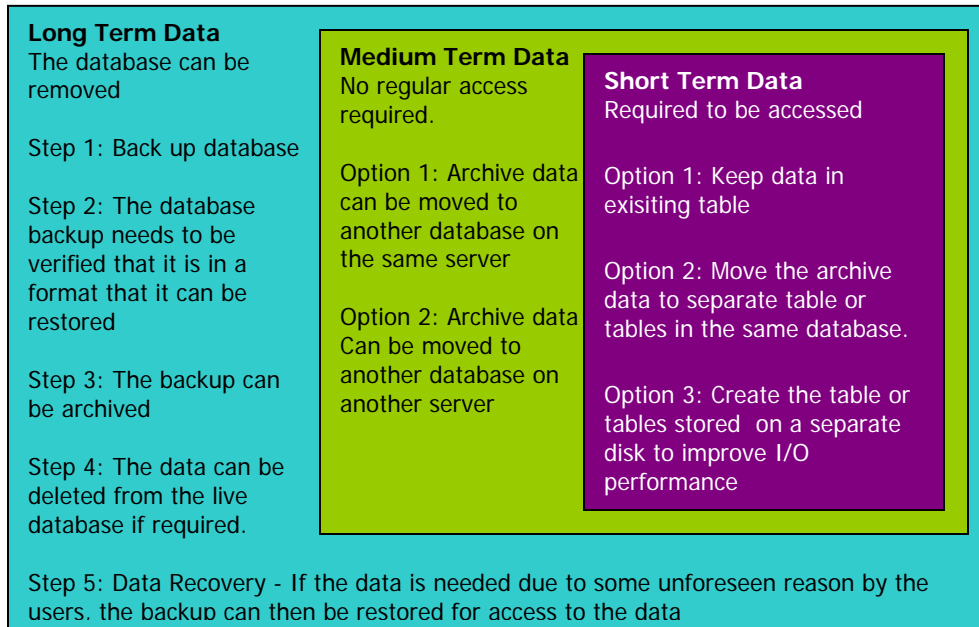 Long Term Data
The database can be
removed
Step 1: Back up database
Step 2: The database
backup needs to be
verified that it is in a
format that it can be
restored
Step 3: The backup can
be archived
Step 4: The data can be
deleted from the live
database if required.
Step 5: Data Recovery - If the data is needed due to some unforeseen reason by the
users, the backup can then be restored for access to the data
Medium Term Data
No regular access
required.
Option 1: Archive data
can be moved to
another database on
the same server
Option 2: Archive data
Can be moved to
another database on
another server
Short Term Data
Required to be accessed
Option 1: Keep data in
exisiting table
Option 2: Move the archive
data to separate table or
tables in the same database.
Option 3: Create the table or
tables stored on a separate
disk to improve I/O
performance